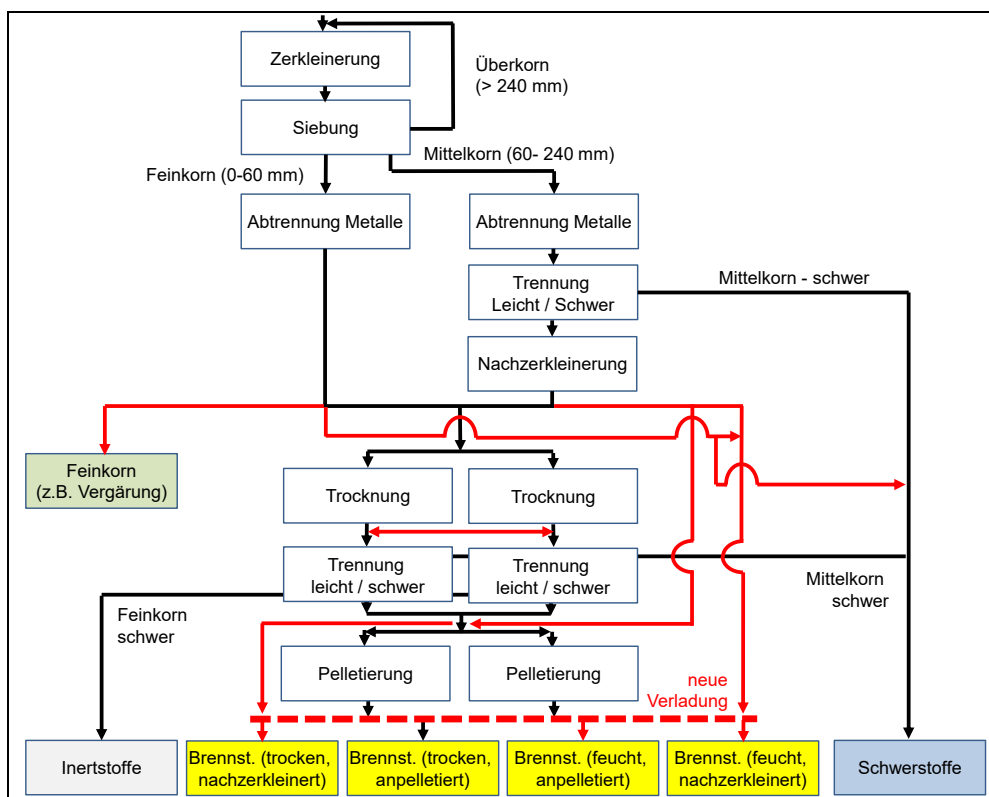 Zerkleinerung
Überkorn
(> 240 mm)
Siebung
Mittelkorn (60- 240 mm)
Feinkorn (0-60 mm)
Abtrennung Metalle
Abtrennung Metalle
Trennung
Leicht / Schwer
Mittelkorn - schwer
Nachzerkleinerung
Feinkorn
(z.B. Vergärung)
Trocknung
Trocknung
Trennung
leicht / schwer
Trennung
leicht / schwer
Mittelkorn
schwer
Feinkorn
schwer
Pelletierung
Pelletierung
neue
Verladung
Inertstoffe
Brennst. (trocken,
nachzerkleinert)
Brennst. (trocken,
anpelletiert)
Brennst. (feucht,
anpelletiert)
Brennst. (feucht,
nachzerkleinert)
Schwerstoffe